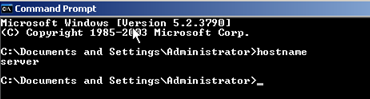 Command Prompt
Microsoft Windows [Version 5.2.3790]
(C) Copyright 1985-2003 Microsoft Corp.
C:\Documents and Settings\Administrator>hostname
server
C:\Documents and Settings\Administrator>_